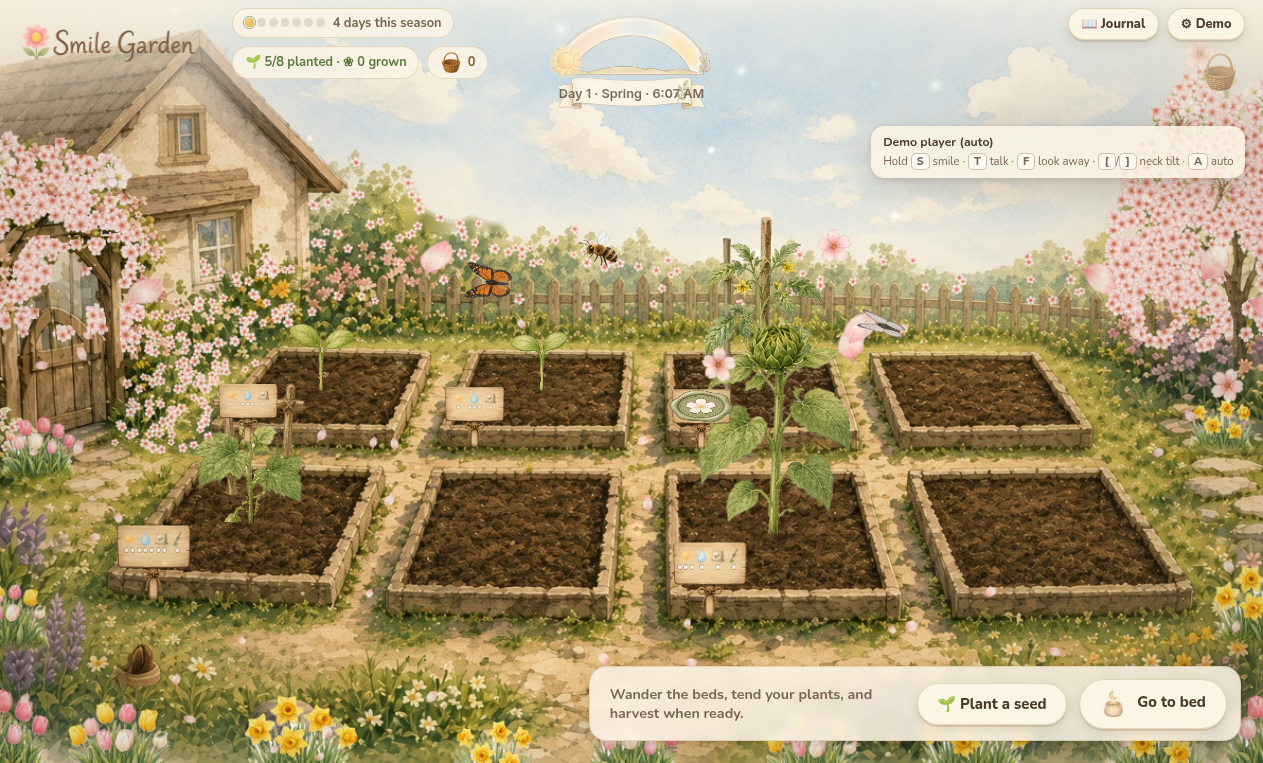 Smile Garden
4 days this season
5/8 planted · 0 grown
0
Day 1 · Spring · 6:07 AM
Journal
Demo
Demo player (auto)
Hold S smile · T talk · F look away · [ / ] neck tilt · A auto
Wander the beds, tend your plants, and
harvest when ready.
Plant a seed
Go to bed